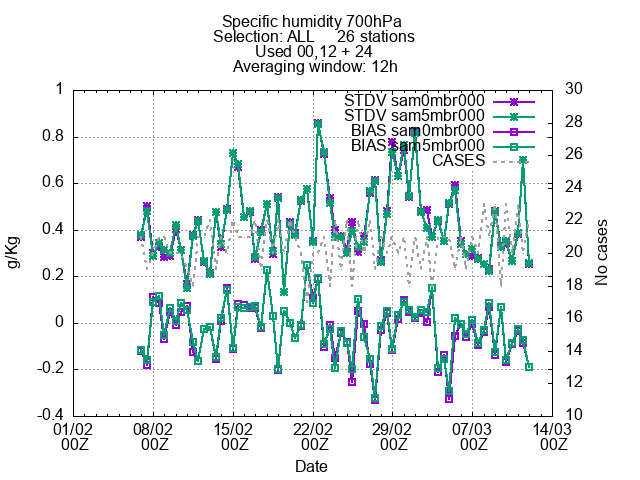 Specific humidity 700hPa
Selection: ALL 26 stations
Used 00,12 + 24
Averaging window: 12h
STDV sam0mbr000
STDV sam5mbr000
BIAS sam0mbr000
BIAS sam5mbr000
CASES
g/Kg
1
0.8
0.6
0.4
0.2
0
-0.2
-0.4
30
28
26
24
22
20
18
16
14
12
10
No cases
01/02 08/02 15/02 22/02 29/02 07/03 14/03
00Z 00Z 00Z 00Z 00Z 00Z 00Z
Date